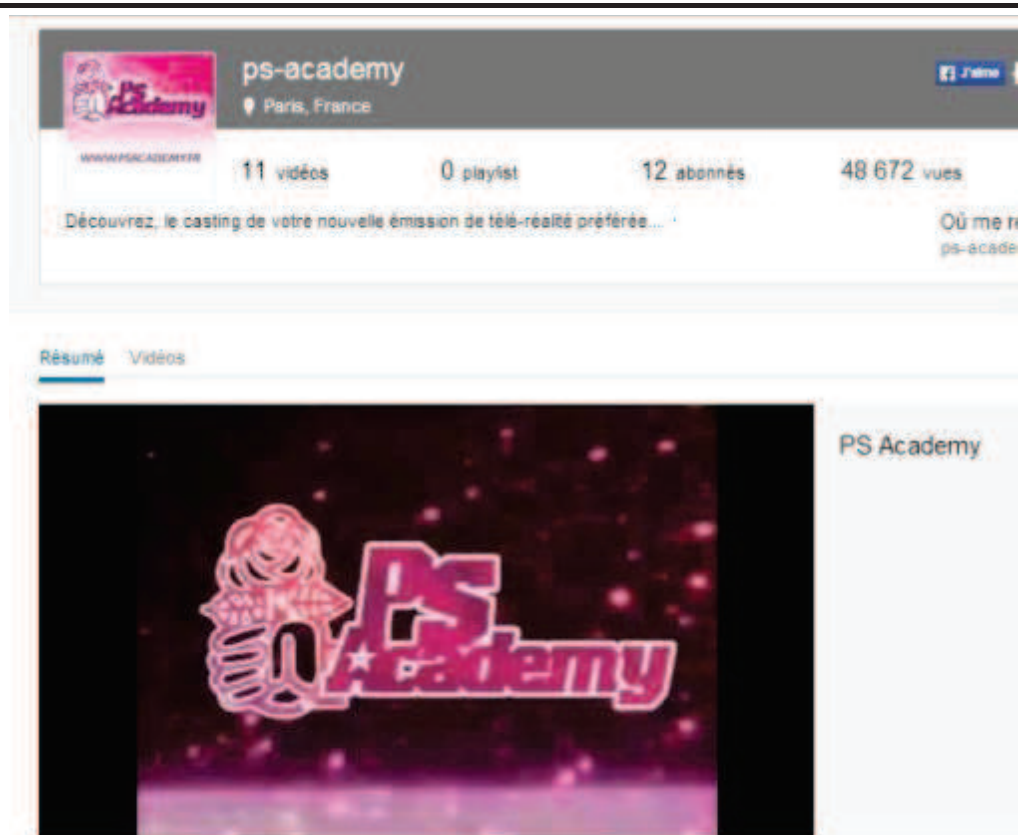 PS Academy
WWW.PSACADEMY.FR
ps-academy
Paris, France
J'aime
11 vidéos 0 playlist 12 abonnés 48 672 vues
Découvrez, le casting de votre nouvelle émission de télé-réalité préférée...
Où me re
ps-acade
Résumé Vidéos
PS Academy
PS Academy